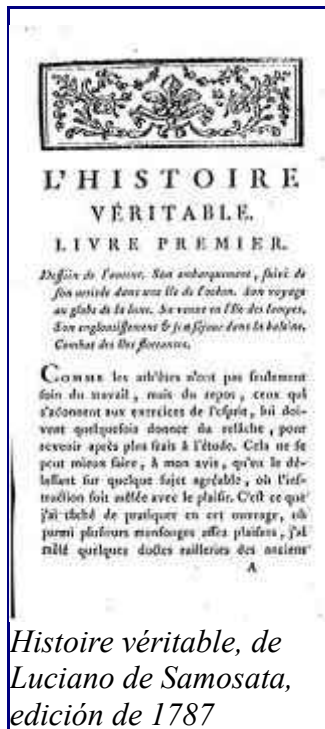 L'HISTOIRE
VÉRITABLE.
LIVRE PREMIER.
Dessein de l'auteur. Son embarquement, suivi de
son arrivée dans une île de l'océan. Son voyage
au globe de la lune. Sa venue en l'île des lampes.
Son engloutissement & son séjour dans la baleine.
Combat des îles flottantes.
COMME les athlètes n'ont pas seulement
soin du travail, mais du repos, ceux qui
s'adonnent aux exercices de l'esprit, lui doi-
vent quelquefois donner du relâche, pour
revenir après plus frais à l'étude. Cela ne se
peut mieux faire, à mon avis, qu'en le dé-
lassant sur quelque sujet agréable, où l'ins-
truction soit mêlée avec le plaisir. C'est ce que
j'ai tâché de pratiquer en cet ouvrage, où
parmi plusieurs mensonges assez plaisans, j'ai
mêlé quelques doctes railleries des anciens
A
Histoire véritable, de
Luciano de Samosata,
edición de 1787